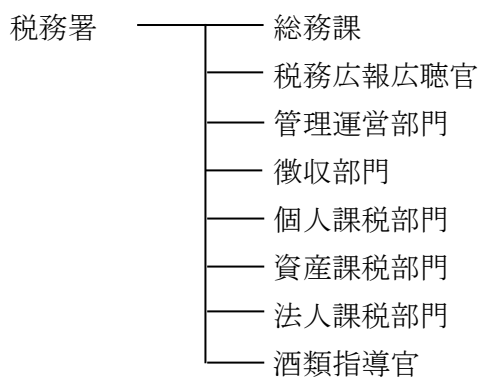 税務署
総務課
税務広報広聴官
管理運営部門
徴収部門
個人課税部門
資産課税部門
法人課税部門
酒類指導官